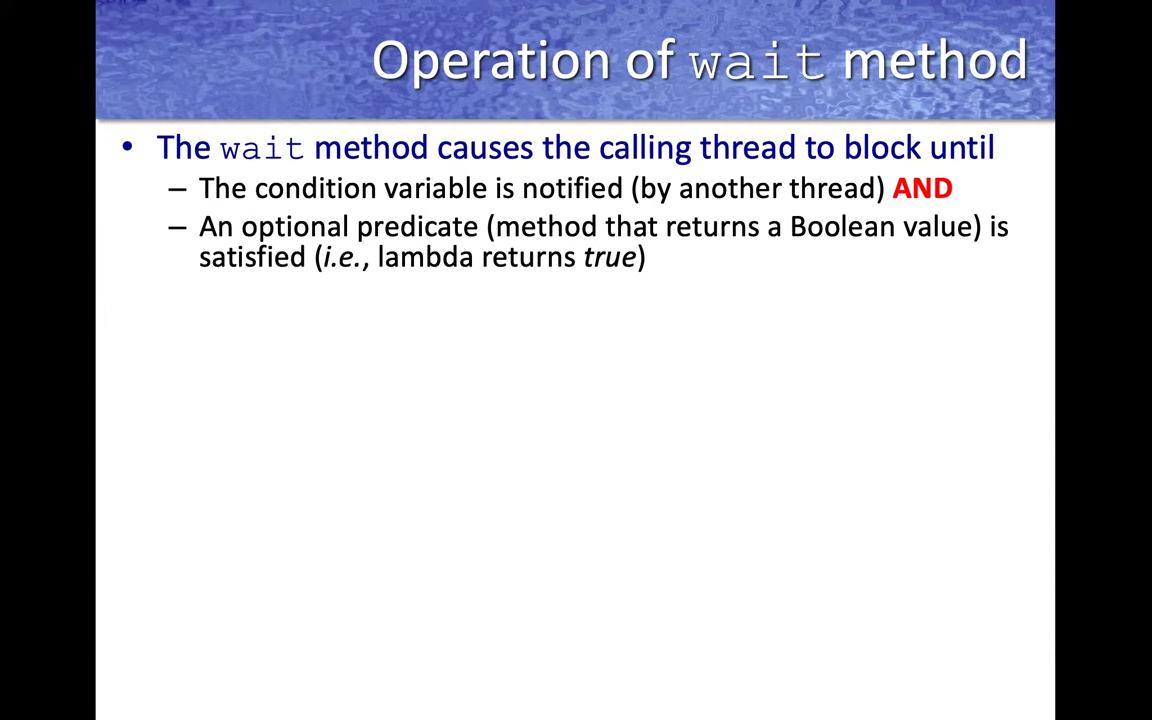 Operation of wait method
• The wait method causes the calling thread to block until
– The condition variable is notified (by another thread) AND
– An optional predicate (method that returns a Boolean value) is
satisfied (i.e., lambda returns true)